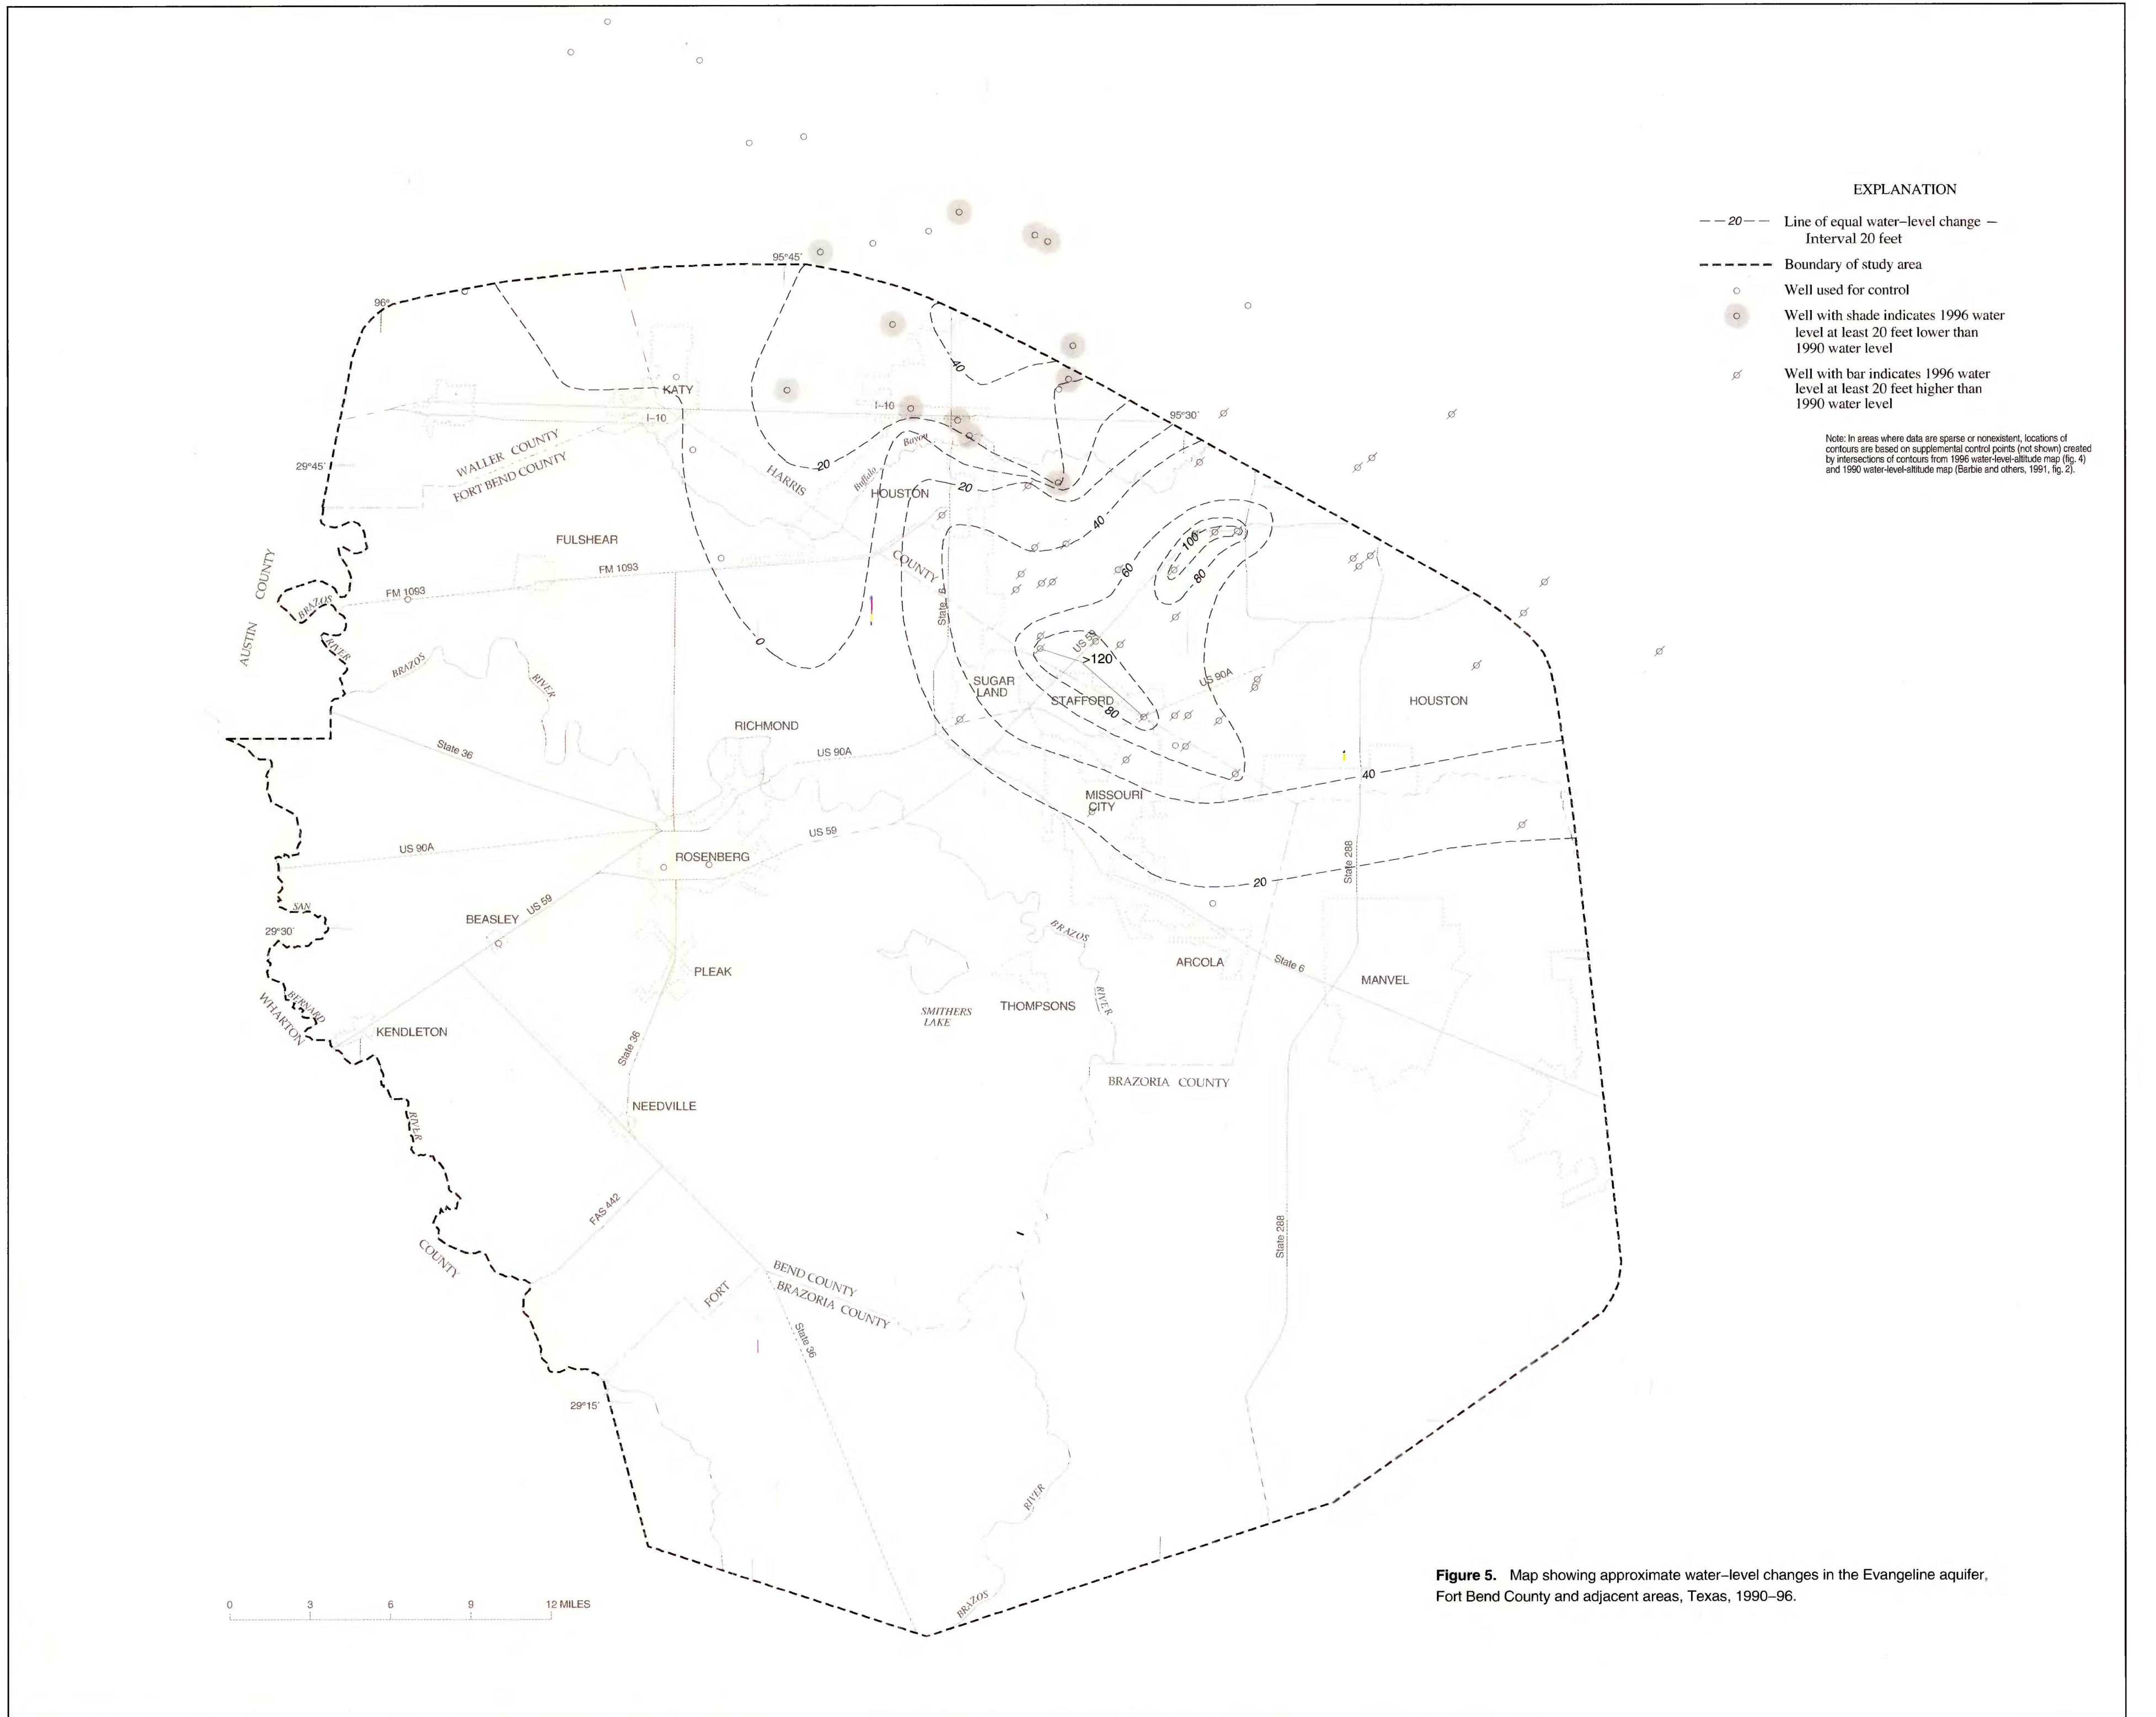 EXPLANATION
20
Line of equal water–level change —
Interval 20 feet
Boundary of study area
Well used for control
Well with shade indicates 1996 water
level at least 20 feet lower than
1990 water level
Well with bar indicates 1996 water
level at least 20 feet higher than
1990 water level
Note: In areas where data are sparse or nonexistent, locations of
contours are based on supplemental control points (not shown) created
by intersections of contours from 1996 water-level-altitude map (fig. 4)
and 1990 water-level-altitude map (Barbie and others, 1991, fig. 2).
95°45'
96°
40
KATY
I–10
I–10
95°30'
WALLER COUNTY
FORT BEND COUNTY
29°45'
HARRIS
20
Buffalo
Bayou
HOUSTON
20
40
100
FULSHEAR
COUNTY
60
80
FM 1093
FM 1093
AUSTIN
COUNTY
BRAZOS
RIVER
State 6
0
US 59
>120
BRAZOS
RIVER
SUGAR
LAND
STAFFORD
80
US 90A
HOUSTON
RICHMOND
US 90A
State 36
40
MISSOURI
CITY
US 59
US 90A
ROSENBERG
State 288
20
SAN
BEASLEY
US 59
29°30'
BRAZOS
RIVER
ARCOLA
State 6
MANVEL
PLEAK
BERNARD
WHARTON
SMITHERS
LAKE
THOMPSONS
KENDLETON
State 36
BRAZORIA COUNTY
NEEDVILLE
RIVER
FAS 442
COUNTY
State 288
FORT
BEND COUNTY
BRAZORIA COUNTY
State 36
29°15'
RIVER
BRAZOS
0 3 6 9 12 MILES
Figure 5. Map showing approximate water–level changes in the Evangeline aquifer,
Fort Bend County and adjacent areas, Texas, 1990–96.